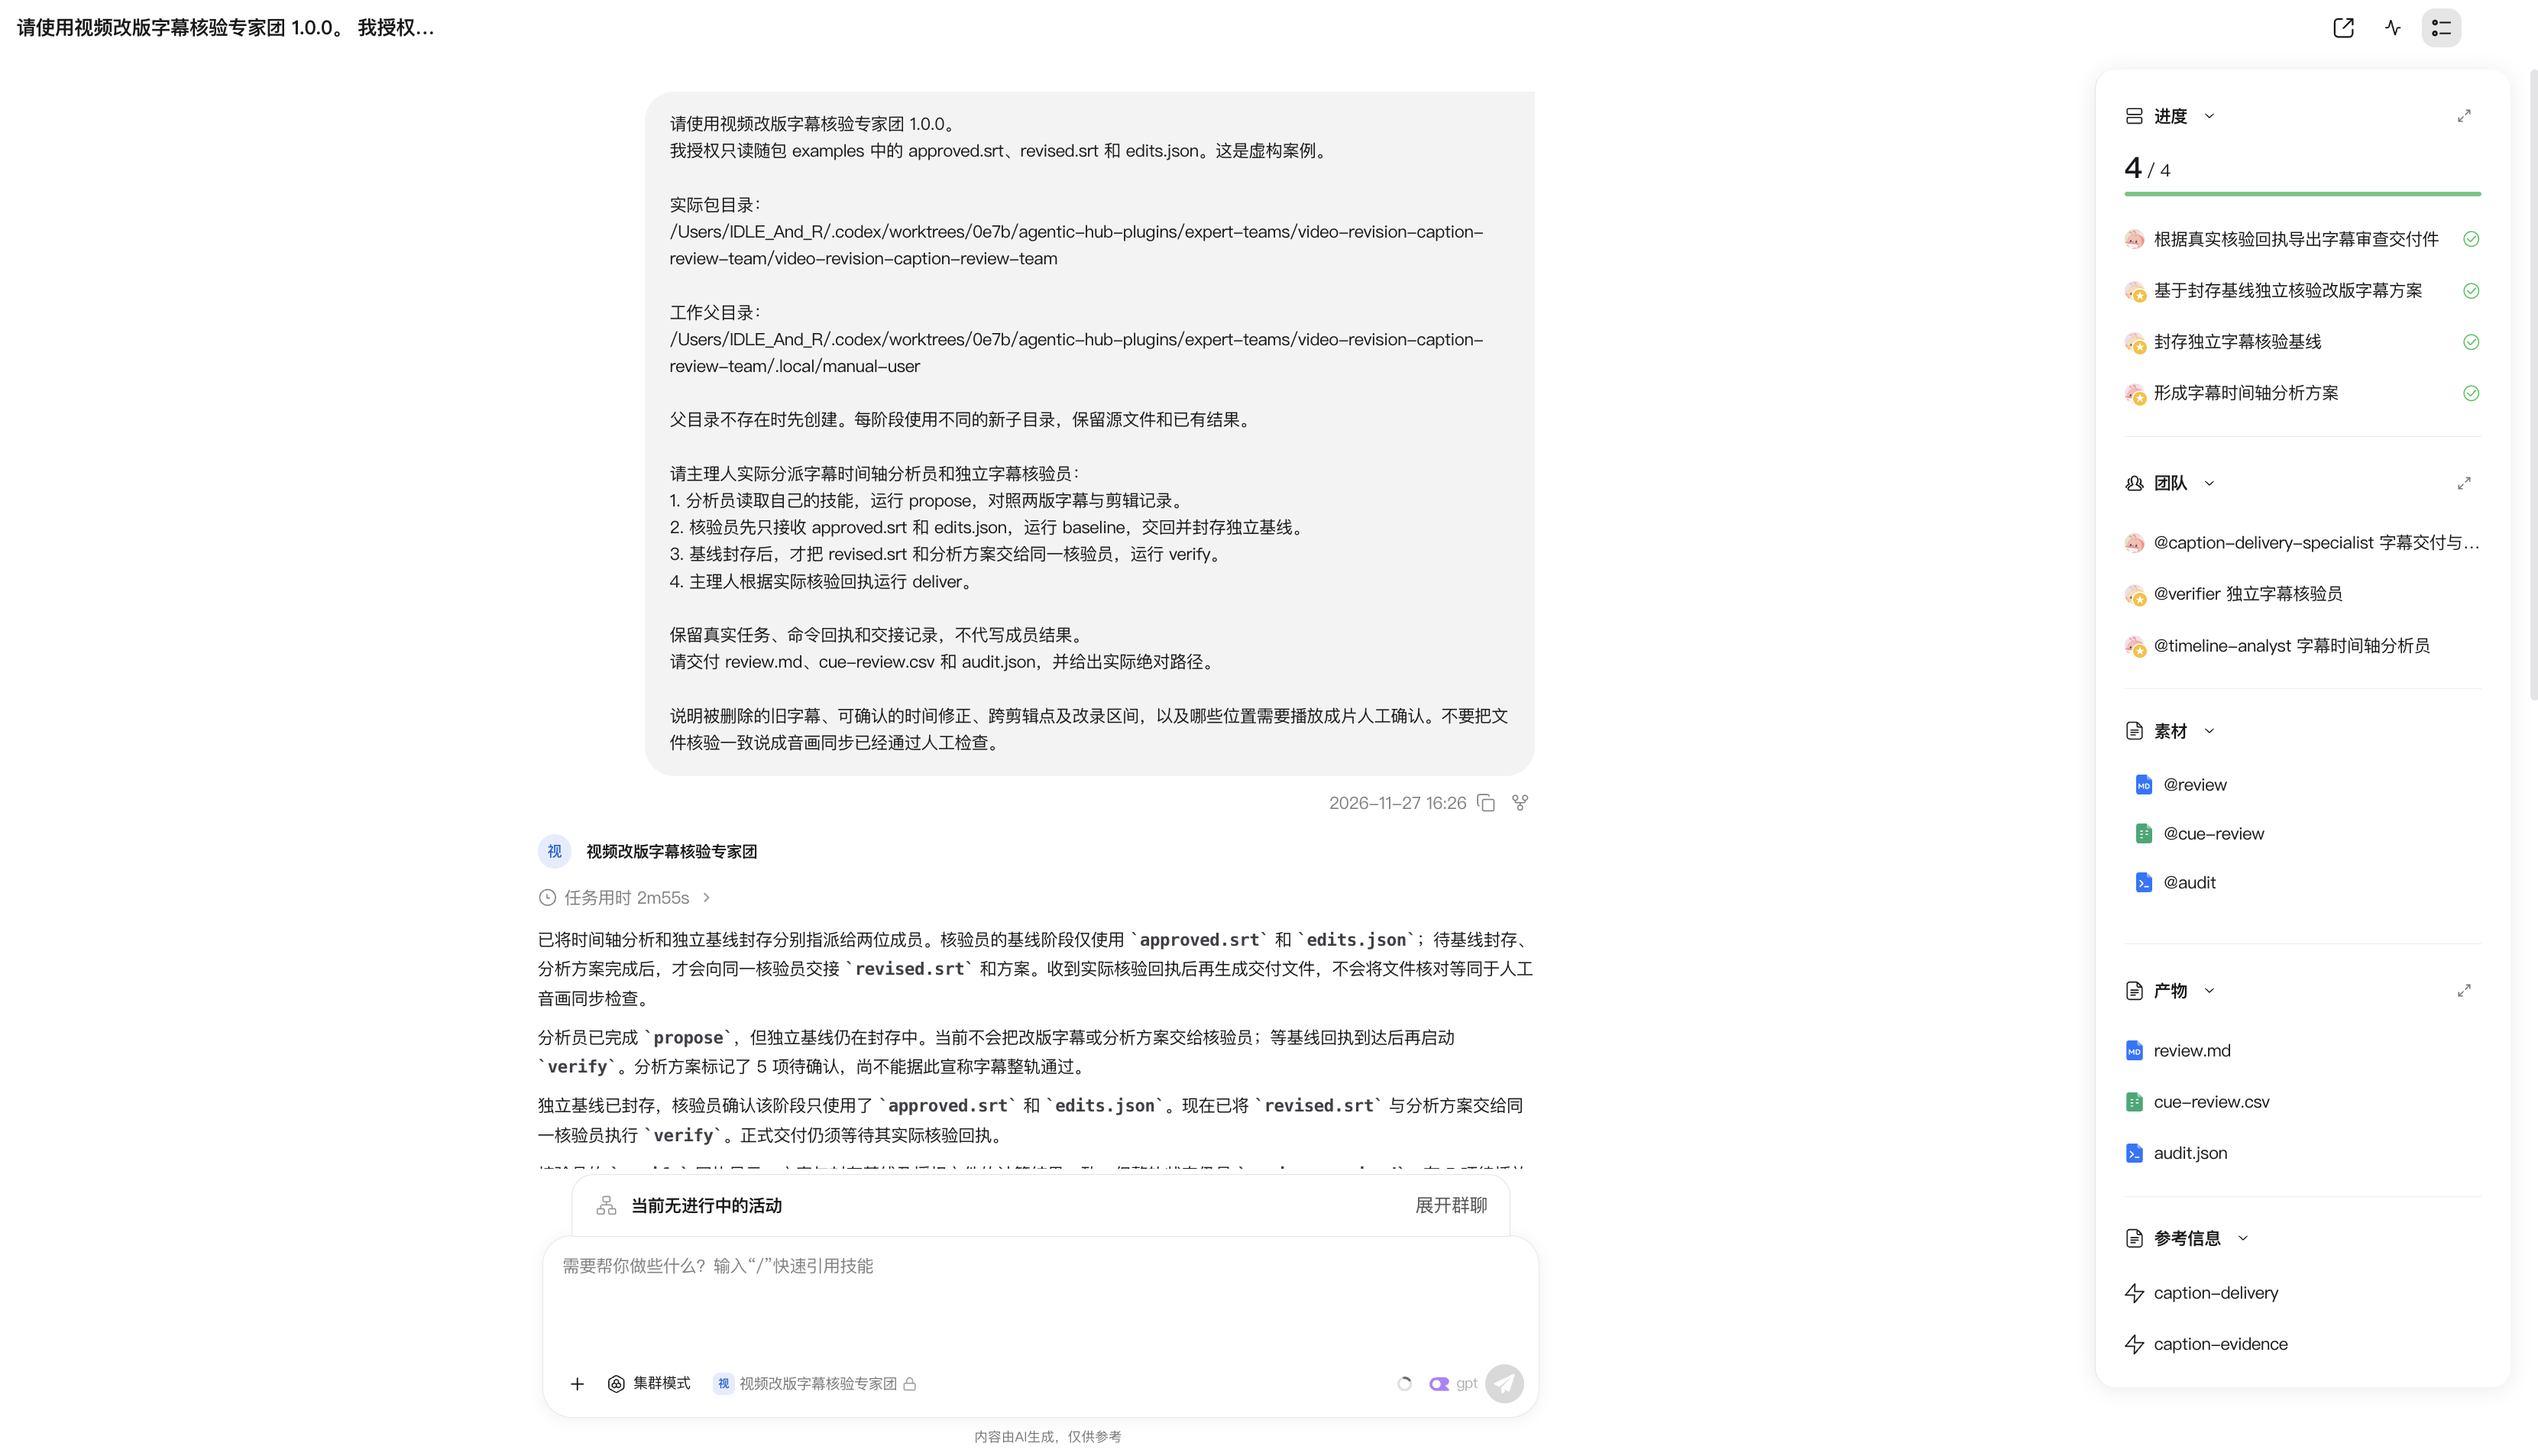 请使用视频改版字幕核验专家团 1.0.0。 我授权…
请使用视频改版字幕核验专家团 1.0.0。
我授权只读随包 examples 中的 approved.srt、revised.srt 和 edits.json。这是虚构案例。
实际包目录：
/Users/IDLE_And_R/.codex/worktrees/0e7b/agentic-hub-plugins/expert-teams/video-revision-caption-
review-team/video-revision-caption-review-team
工作父目录：
/Users/IDLE_And_R/.codex/worktrees/0e7b/agentic-hub-plugins/expert-teams/video-revision-caption-
review-team/.local/manual-user
父目录不存在时先创建。每阶段使用不同的新子目录，保留源文件和已有结果。
请主理人实际分派字幕时间轴分析员和独立字幕核验员：
1. 分析员读取自己的技能，运行 propose，对照两版字幕与剪辑记录。
2. 核验员先只接收 approved.srt 和 edits.json，运行 baseline，交回并封存独立基线。
3. 基线封存后，才把 revised.srt 和分析方案交给同一核验员，运行 verify。
4. 主理人根据实际核验回执运行 deliver。
保留真实任务、命令回执和交接记录，不代写成员结果。
请交付 review.md、cue-review.csv 和 audit.json，并给出实际绝对路径。
说明被删除的旧字幕、可确认的时间修正、跨剪辑点及改录区间，以及哪些位置需要播放成片人工确认。不要把文
件核验一致说成音画同步已经通过人工检查。
2026-11-27 16:26
视 视频改版字幕核验专家团
任务用时 2m55s
已将时间轴分析和独立基线封存分别指派给两位成员。核验员的基线阶段仅使用 `approved.srt` 和 `edits.json`；待基线封存、
分析方案完成后，才会向同一核验员交接 `revised.srt` 和方案。收到实际核验回执后再生成交付文件，不会将文件核对等同于人工
音画同步检查。
分析员已完成 `propose`，但独立基线仍在封存中。当前不会把改版字幕或分析方案交给核验员；等基线回执到达后再启动
`verify`。分析方案标记了 5 项待确认，尚不能据此宣称字幕整轨通过。
独立基线已封存，核验员确认该阶段只使用了 `approved.srt` 和 `edits.json`。现在已将 `revised.srt` 与分析方案交给同
一核验员执行 `verify`。正式交付仍须等待其实际核验回执。
当前无进行中的活动
展开群聊
需要帮你做些什么？输入“/”快速引用技能
集群模式
视 视频改版字幕核验专家团
gpt
内容由AI生成，仅供参考
进度
4 / 4
根据真实核验回执导出字幕审查交付件
基于封存基线独立核验改版字幕方案
封存独立字幕核验基线
形成字幕时间轴分析方案
团队
@caption-delivery-specialist 字幕交付与…
@verifier 独立字幕核验员
@timeline-analyst 字幕时间轴分析员
素材
@review
@cue-review
@audit
产物
review.md
cue-review.csv
audit.json
参考信息
caption-delivery
caption-evidence